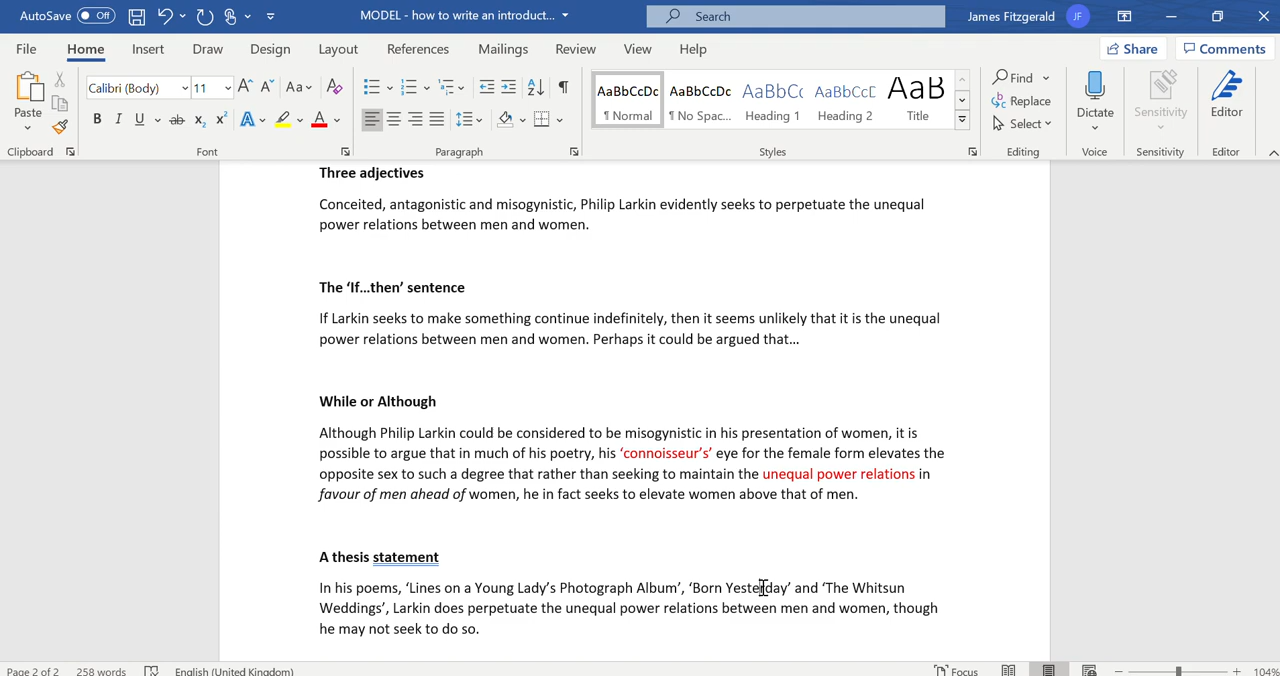 AutoSave Off MODEL - how to write an introduct... Search James Fitzgerald JF
File Home Insert Draw Design Layout References Mailings Review View Help Share Comments
Calibri (Body) 11 A A Aa A AaBbCcDc AaBbCcDc AaBbCc AaBbCcE AaB Find
Paste ¶ Normal ¶ No Spac... Heading 1 Heading 2 Title Replace Dictate Sensitivity Editor
B I U ab x₂ x² A A Select
Clipboard Font Paragraph Styles Editing Voice Sensitivity Editor
Three adjectives
Conceited, antagonistic and misogynistic, Philip Larkin evidently seeks to perpetuate the unequal
power relations between men and women.
The ‘If…then’ sentence
If Larkin seeks to make something continue indefinitely, then it seems unlikely that it is the unequal
power relations between men and women. Perhaps it could be argued that…
While or Although
Although Philip Larkin could be considered to be misogynistic in his presentation of women, it is
possible to argue that in much of his poetry, his ‘connoisseur’s’ eye for the female form elevates the
opposite sex to such a degree that rather than seeking to maintain the unequal power relations in
favour of men ahead of women, he in fact seeks to elevate women above that of men.
A thesis statement
In his poems, ‘Lines on a Young Lady’s Photograph Album’, ‘Born Yesterday’ and ‘The Whitsun
Weddings’, Larkin does perpetuate the unequal power relations between men and women, though
he may not seek to do so.
Page 2 of 2 258 words English (United Kingdom) Focus 104%